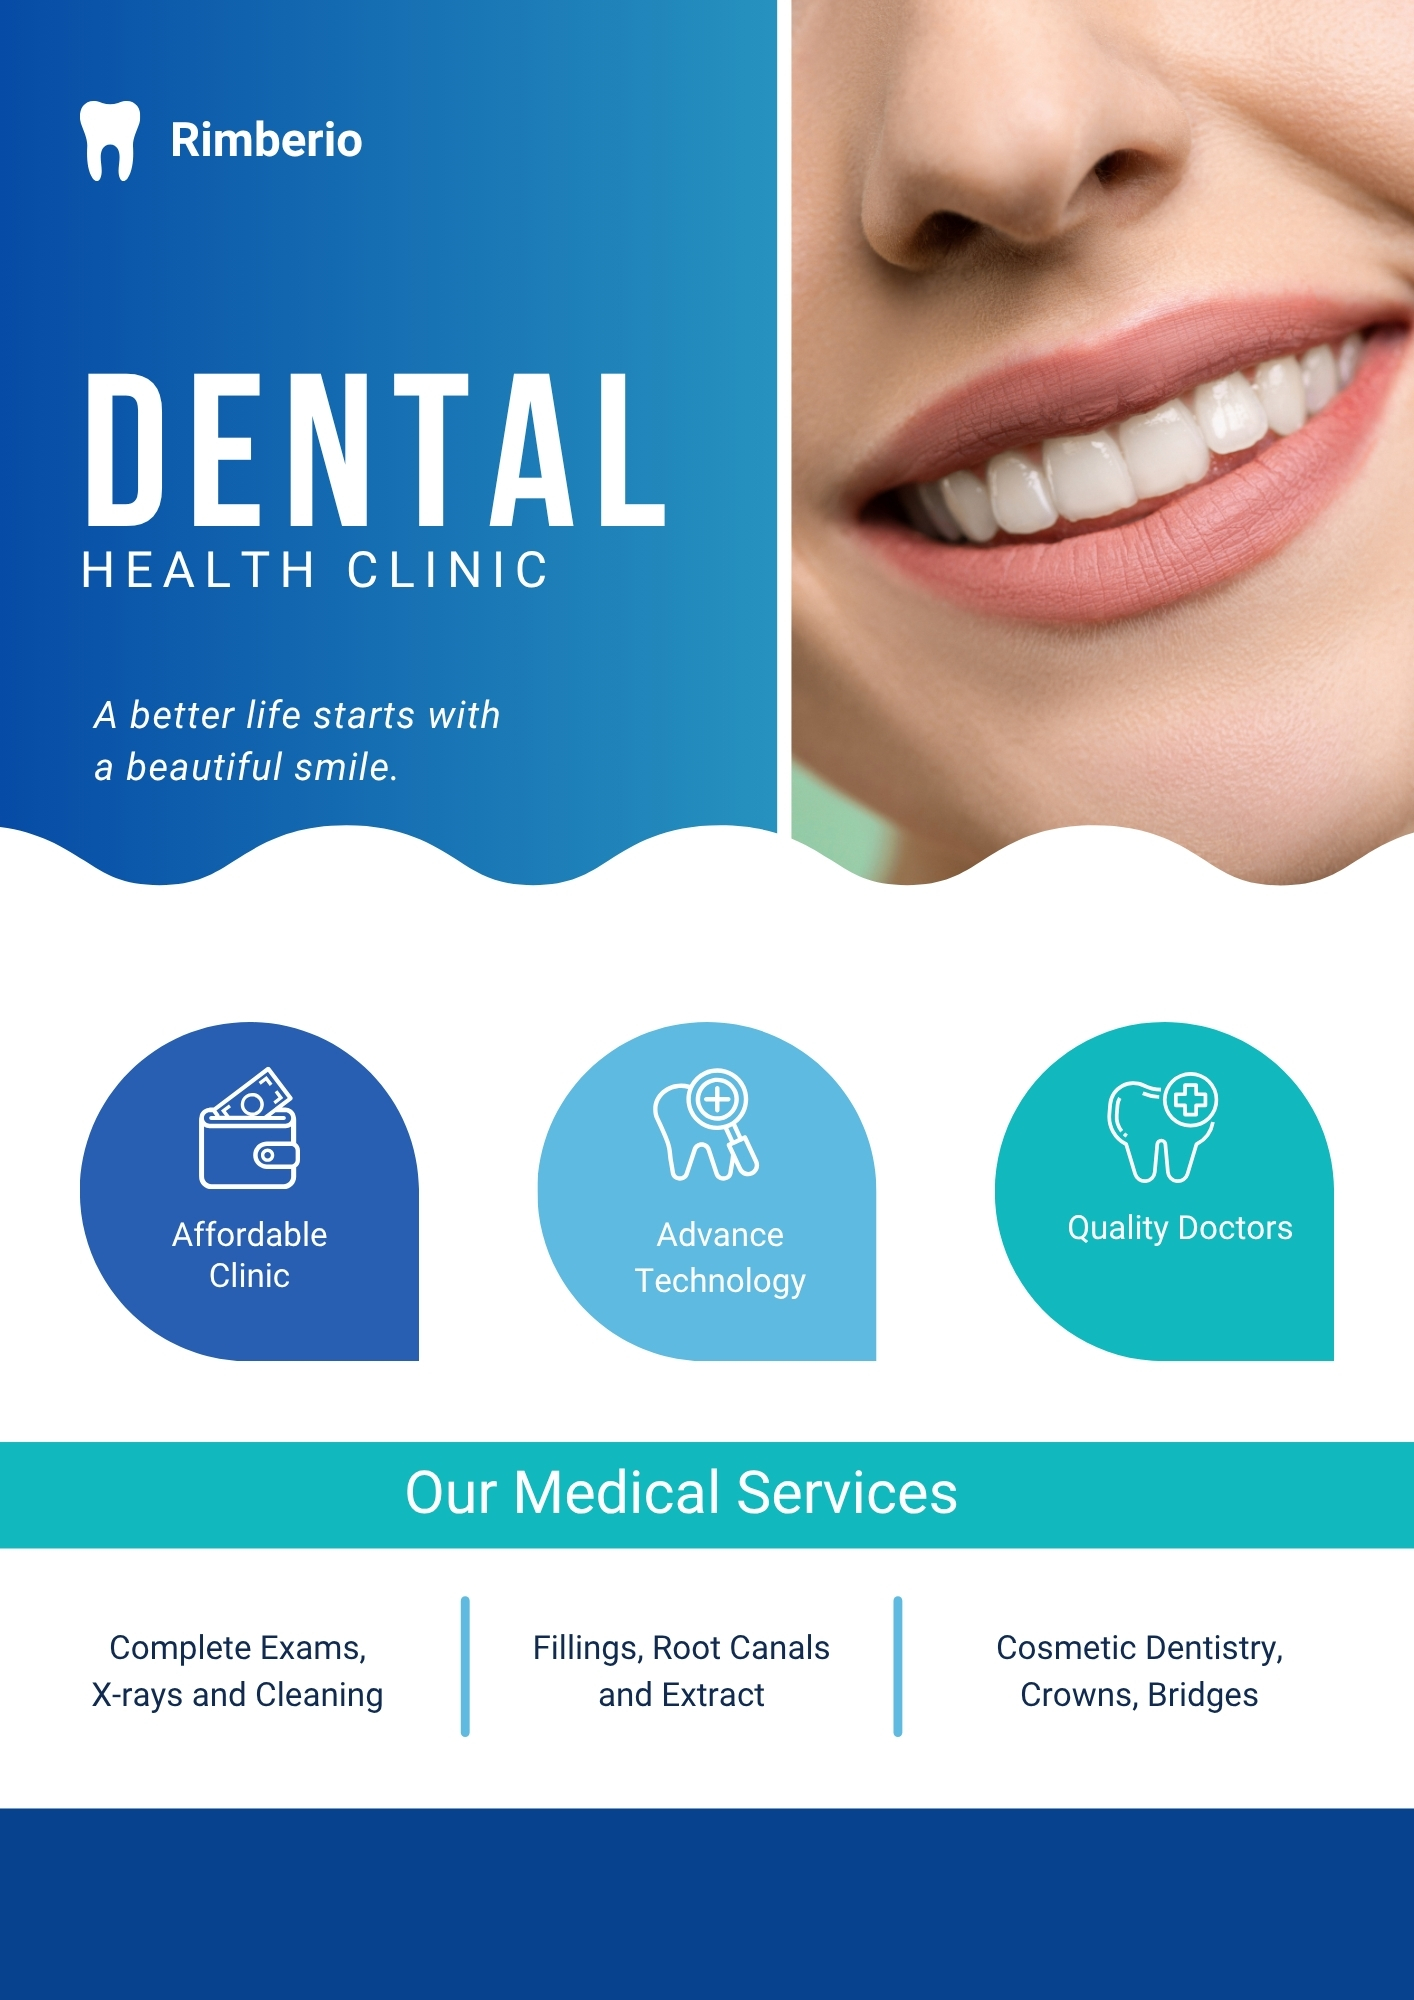 Rimberio
DENTAL
HEALTH CLINIC
A better life starts with
a beautiful smile.
Affordable
Clinic
Advance
Technology
Quality Doctors
Our Medical Services
Complete Exams,
X-rays and Cleaning
Fillings, Root Canals
and Extract
Cosmetic Dentistry,
Crowns, Bridges